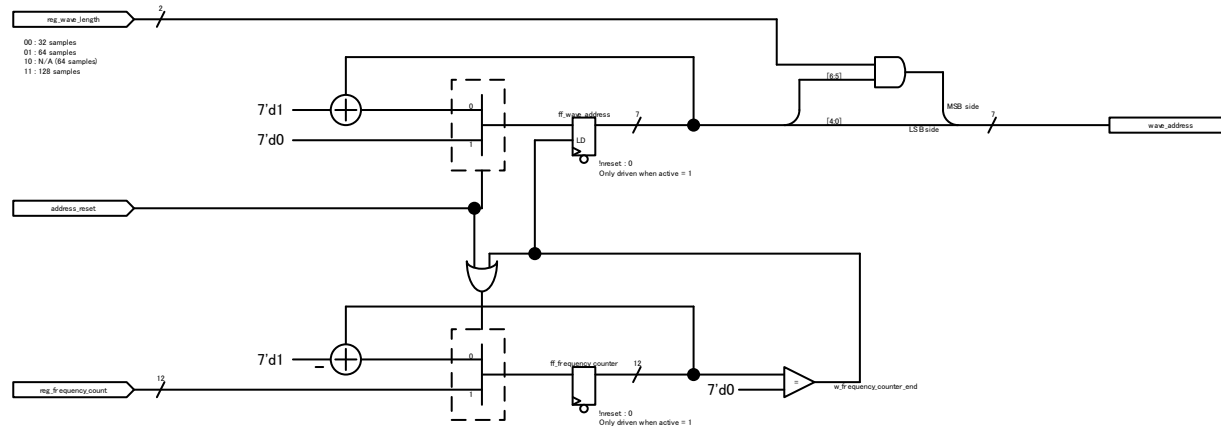 reg_wave_length
2
00 : 32 samples
01 : 64 samples
10 : N/A (64 samples)
11 : 128 samples
[6:5]
MSB side
7'd1
0
ff_wave_address
7
[4:0]
LSB side
7
wave_address
7'd0
1
LD
!nreset : 0
Only driven when active = 1
address_reset
7'd1
0
ff_frequency_counter
12
7'd0
=
w_frequency_counter_end
reg_frequency_count
12
1
!nreset : 0
Only driven when active = 1